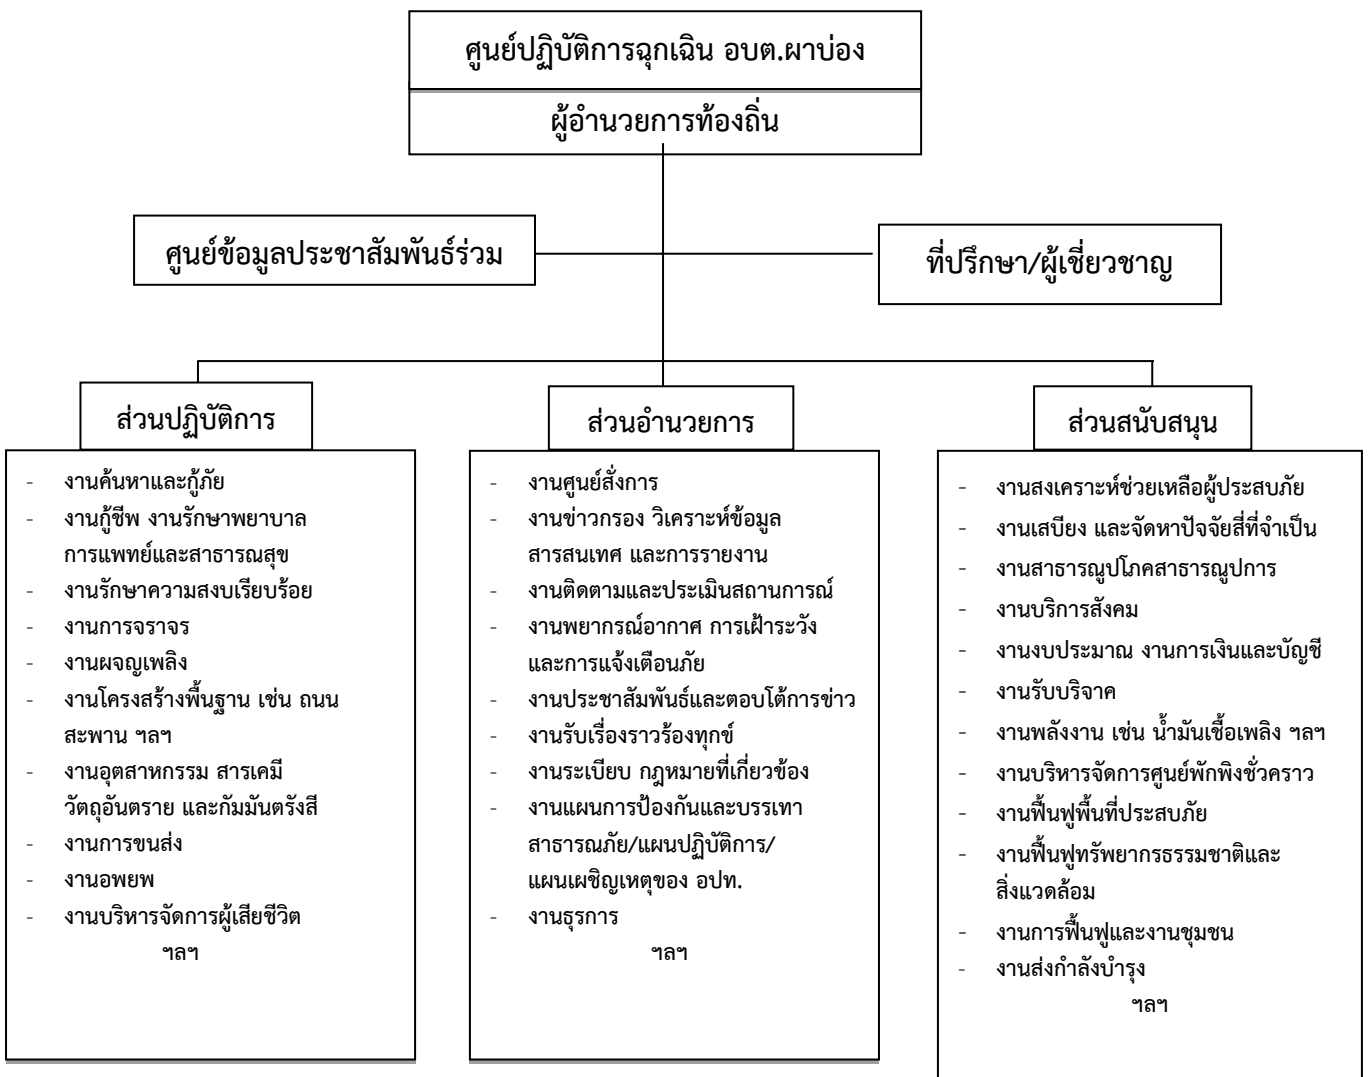 ศูนย์ปฏิบัติการฉุกเฉิน อบต.ผาบ่อง
ผู้อำนวยการท้องถิ่น
ศูนย์ข้อมูลประชาสัมพันธ์ร่วม
ที่ปรึกษา/ผู้เชี่ยวชาญ
ส่วนปฏิบัติการ
- งานค้นหาและกู้ภัย
- งานกู้ชีพ งานรักษาพยาบาล
การแพทย์และสาธารณสุข
- งานรักษาความสงบเรียบร้อย
- งานการจราจร
- งานผจญเพลิง
- งานโครงสร้างพื้นฐาน เช่น ถนน
สะพาน ฯลฯ
- งานอุตสาหกรรม สารเคมี
วัตถุอันตราย และกัมมันตรังสี
- งานการขนส่ง
- งานอพยพ
- งานบริหารจัดการผู้เสียชีวิต
ฯลฯ
ส่วนอำนวยการ
- งานศูนย์สั่งการ
- งานข่าวกรอง วิเคราะห์ข้อมูล
สารสนเทศ และการรายงาน
- งานติดตามและประเมินสถานการณ์
- งานพยากรณ์อากาศ การเฝ้าระวัง
และการแจ้งเตือนภัย
- งานประชาสัมพันธ์และตอบโต้การข่าว
- งานรับเรื่องราวร้องทุกข์
- งานระเบียบ กฎหมายที่เกี่ยวข้อง
- งานแผนการป้องกันและบรรเทา
สาธารณภัย/แผนปฏิบัติการ/
แผนเผชิญเหตุของ อปท.
- งานธุรการ
ฯลฯ
ส่วนสนับสนุน
- งานสงเคราะห์ช่วยเหลือผู้ประสบภัย
- งานเสบียง และจัดหาปัจจัยสี่ที่จำเป็น
- งานสาธารณูปโภคสาธารณูปการ
- งานบริการสังคม
- งานงบประมาณ งานการเงินและบัญชี
- งานรับบริจาค
- งานพลังงาน เช่น น้ำมันเชื้อเพลิง ฯลฯ
- งานบริหารจัดการศูนย์พักพิงชั่วคราว
- งานฟื้นฟูพื้นที่ประสบภัย
- งานฟื้นฟูทรัพยากรธรรมชาติและ
สิ่งแวดล้อม
- งานการฟื้นฟูและงานชุมชน
- งานส่งกำลังบำรุง
ฯลฯ